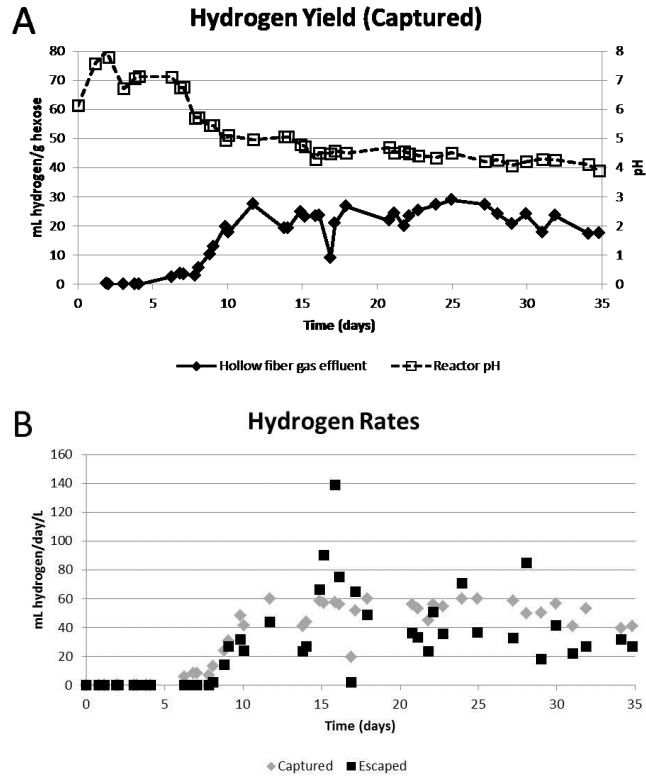 A
Hydrogen Yield (Captured)
80
70
60
50
40
30
20
10
0
mL hydrogen/g hexose
8
7
6
5
4
3
2
1
0
pH
0 5 10 15 20 25 30 35
Time (days)
Hollow fiber gas effluent Reactor pH
B
Hydrogen Rates
160
140
120
100
80
60
40
20
0
mL hydrogen/day/L
0 5 10 15 20 25 30 35
Time (days)
Captured Escaped